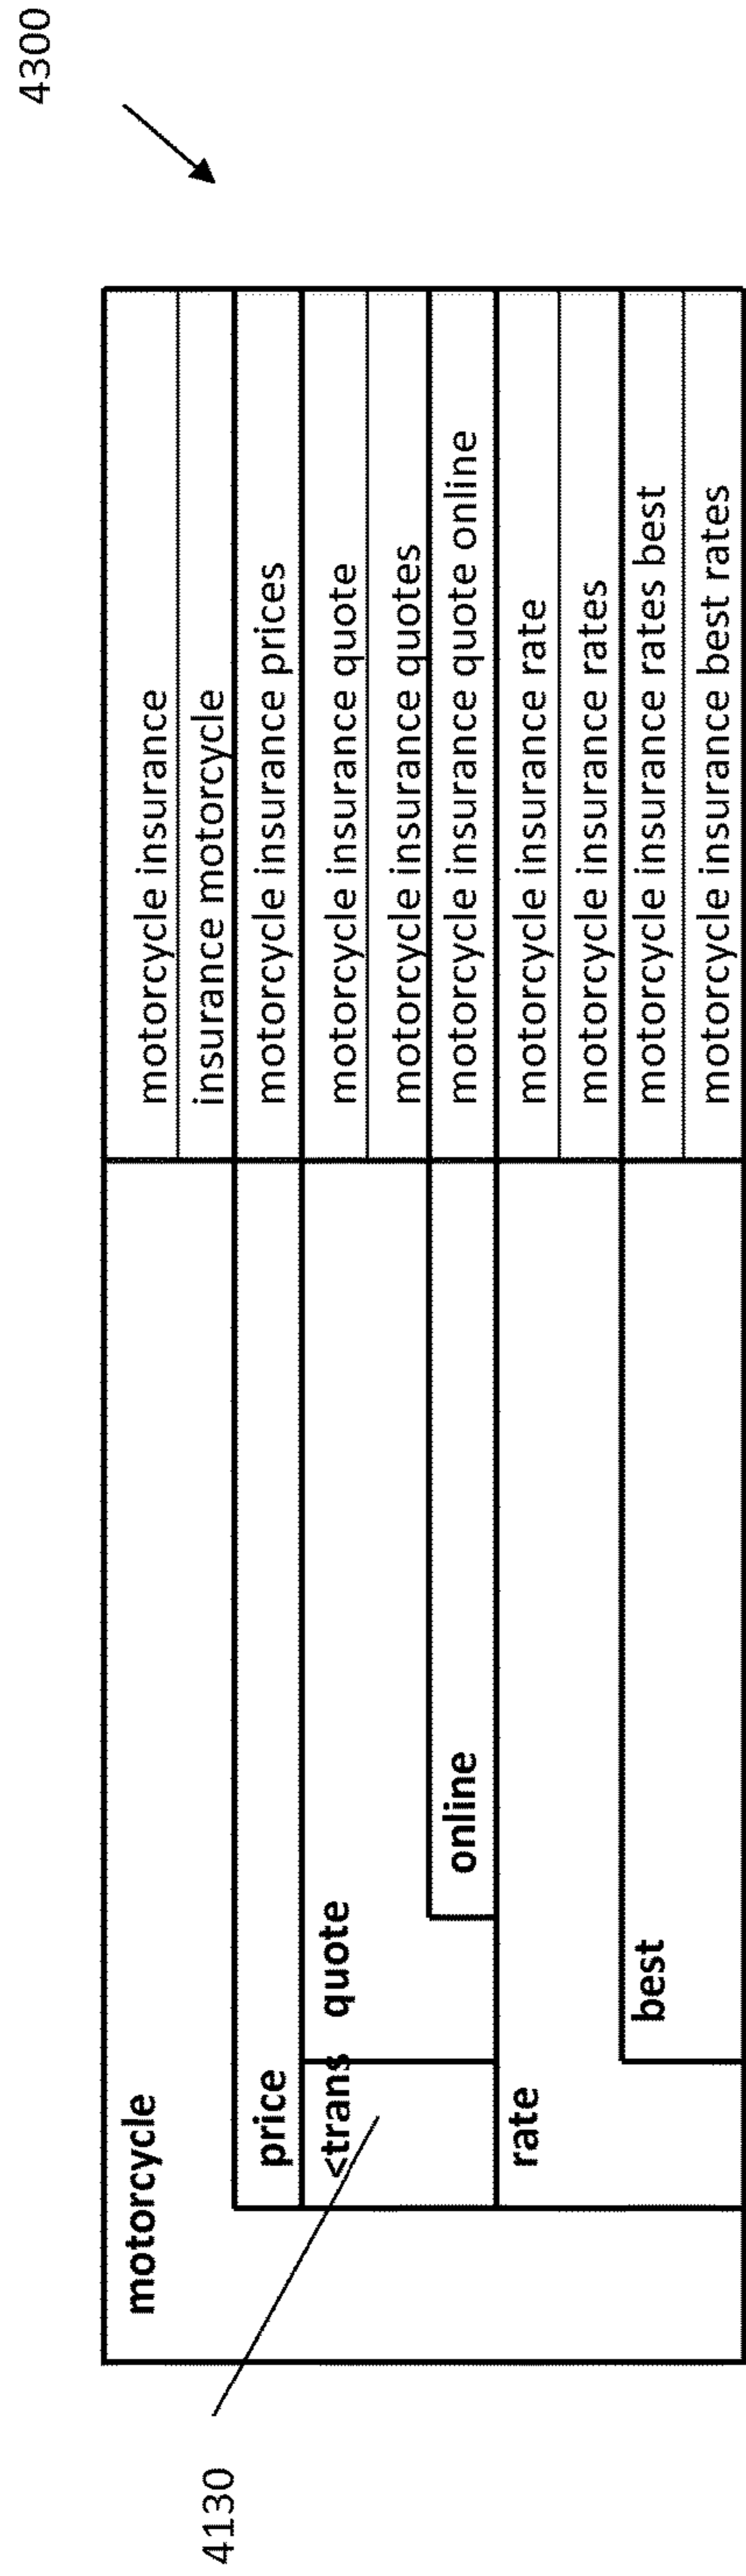 4300
motorcycle
motorcycle insurance
insurance motorcycle
price
motorcycle insurance prices
<trans
quote
motorcycle insurance quote
motorcycle insurance quotes
online
motorcycle insurance quote online
rate
motorcycle insurance rate
motorcycle insurance rates
best
motorcycle insurance rates best
motorcycle insurance best rates
4130